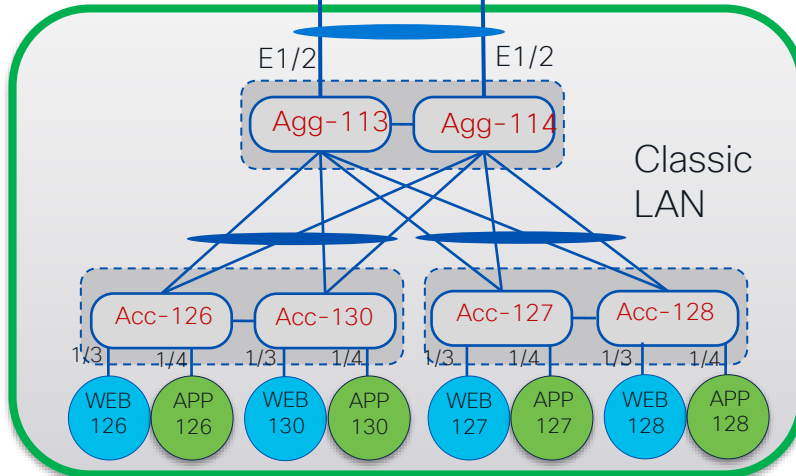 E1/2
E1/2
Agg-113
Agg-114
Classic
LAN
Acc-126
Acc-130
Acc-127
Acc-128
1/3
1/4
1/3
1/4
1/3
1/4
1/3
1/4
WEB
126
APP
126
WEB
130
APP
130
WEB
127
APP
127
WEB
128
APP
128